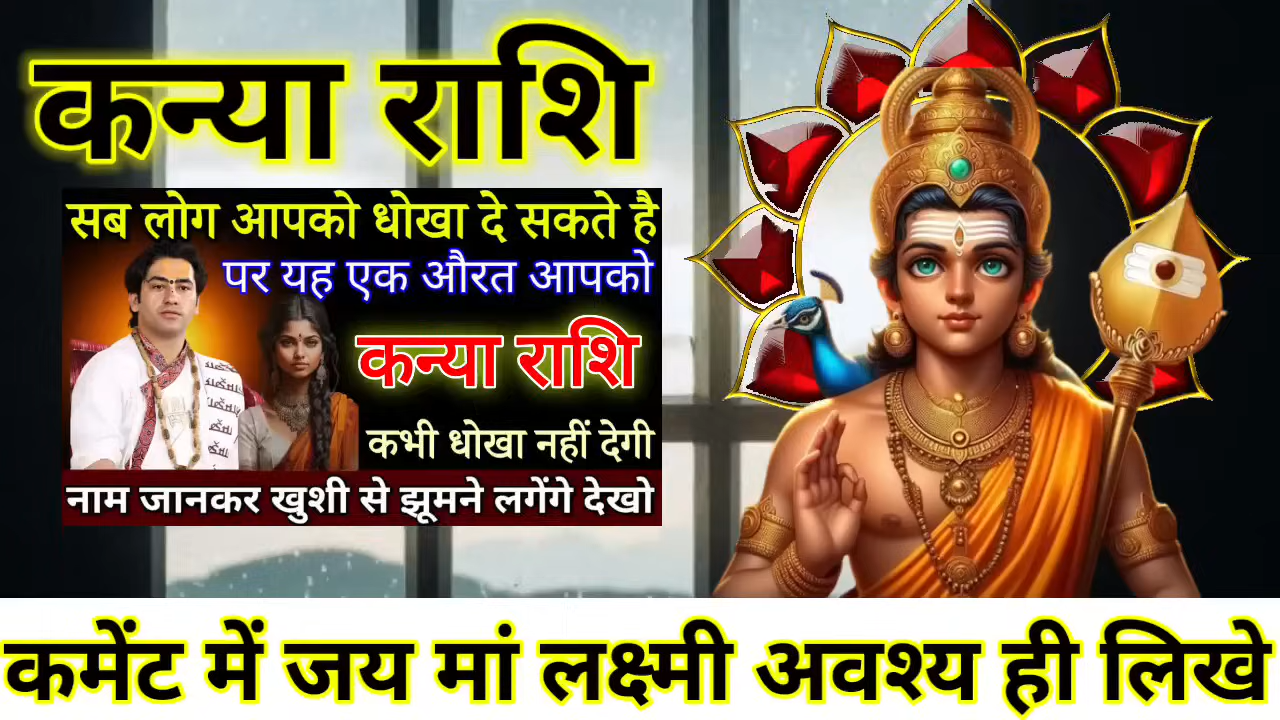 कन्या राशि
सब लोग आपको धोखा दे सकते है
पर यह एक औरत आपको
कन्या राशि
कभी धोखा नहीं देगी
नाम जानकर खुशी से झूमने लगेंगे देखो
कमेंट में जय मां लक्ष्मी अवश्य ही लिखे